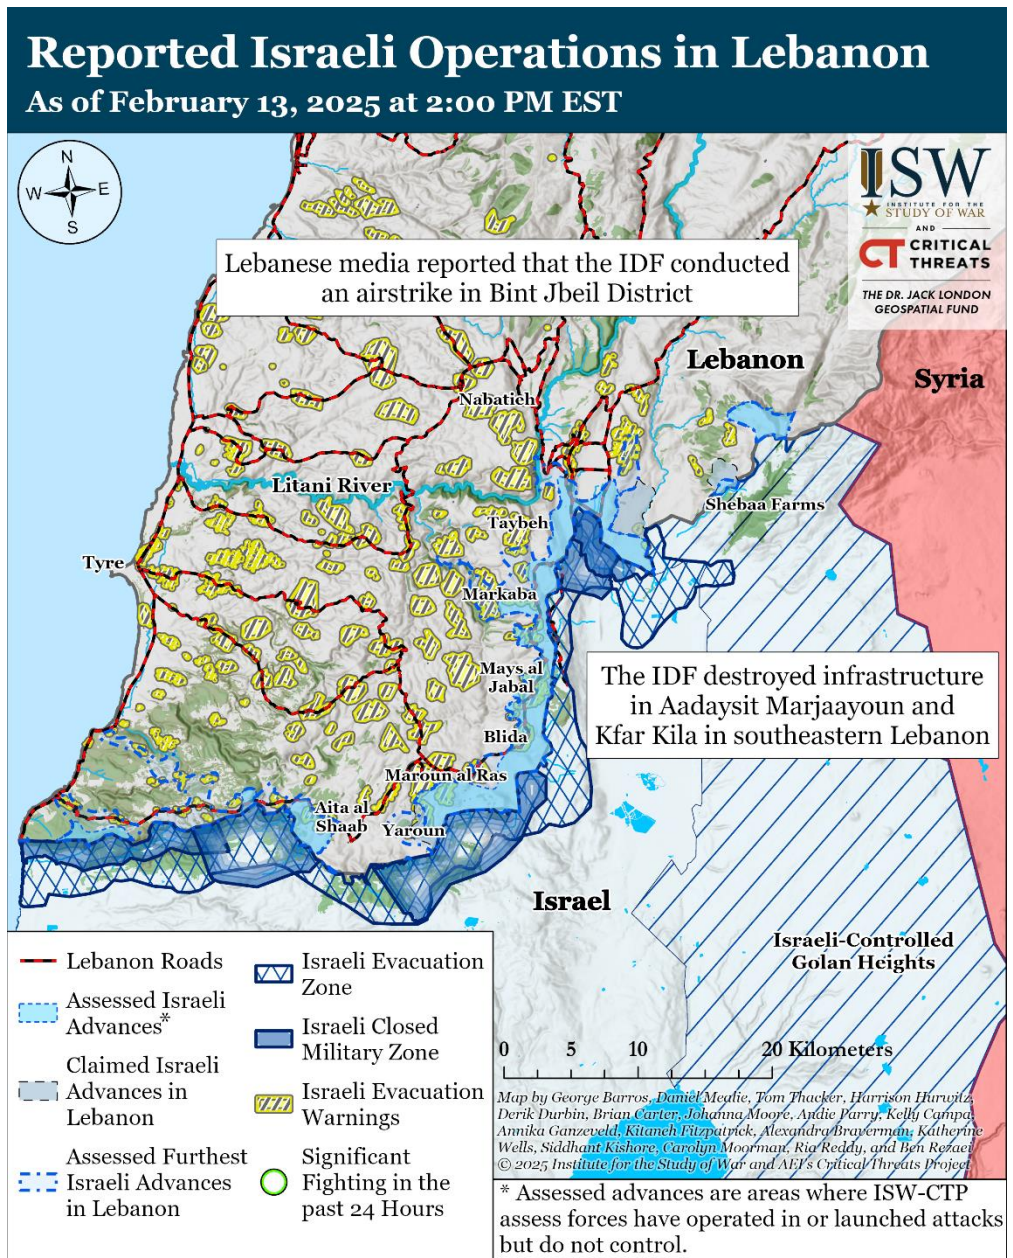 Reported Israeli Operations in Lebanon
As of February 13, 2025 at 2:00 PM EST
N
W
E
S
ISW
INSTITUTE FOR THE
STUDY OF WAR
AND
CT CRITICAL
THREATS
THE DR. JACK LONDON
GEOSPATIAL FUND
Lebanese media reported that the IDF conducted
an airstrike in Bint Jbeil District
Lebanon
Syria
Nabatieh
Litani River
Shebaa Farms
Taybeh
Tyre
Markaba
Mays al
Jabal
The IDF destroyed infrastructure
in Aadaysit Marjaayoun and
Kfar Kila in southeastern Lebanon
Blida
Maroun al Ras
Aita al
Shaab
Yaroun
Israel
Israeli-Controlled
Golan Heights
Lebanon Roads
Assessed Israeli
Advances*
Claimed Israeli
Advances in
Lebanon
Assessed Furthest
Israeli Advances
in Lebanon
Israeli Evacuation
Zone
Israeli Closed
Military Zone
Israeli Evacuation
Warnings
Significant
Fighting in the
past 24 Hours
0 5 10 20 Kilometers
Map by George Barros, Daniel Mealie, Tom Thacker, Harrison Hurwitz,
Derik Durbin, Brian Carter, Johanna Moore, Andie Parry, Kelly Campa,
Annika Ganzeveld, Kitaneh Fitzpatrick, Alexandra Braverman, Katherine
Wells, Siddhant Kishore, Carolyn Moorman, Ria Reddy, and Ben Rezaei
© 2025 Institute for the Study of War and AEI's Critical Threats Project
* Assessed advances are areas where ISW-CTP
assess forces have operated in or launched attacks
but do not control.